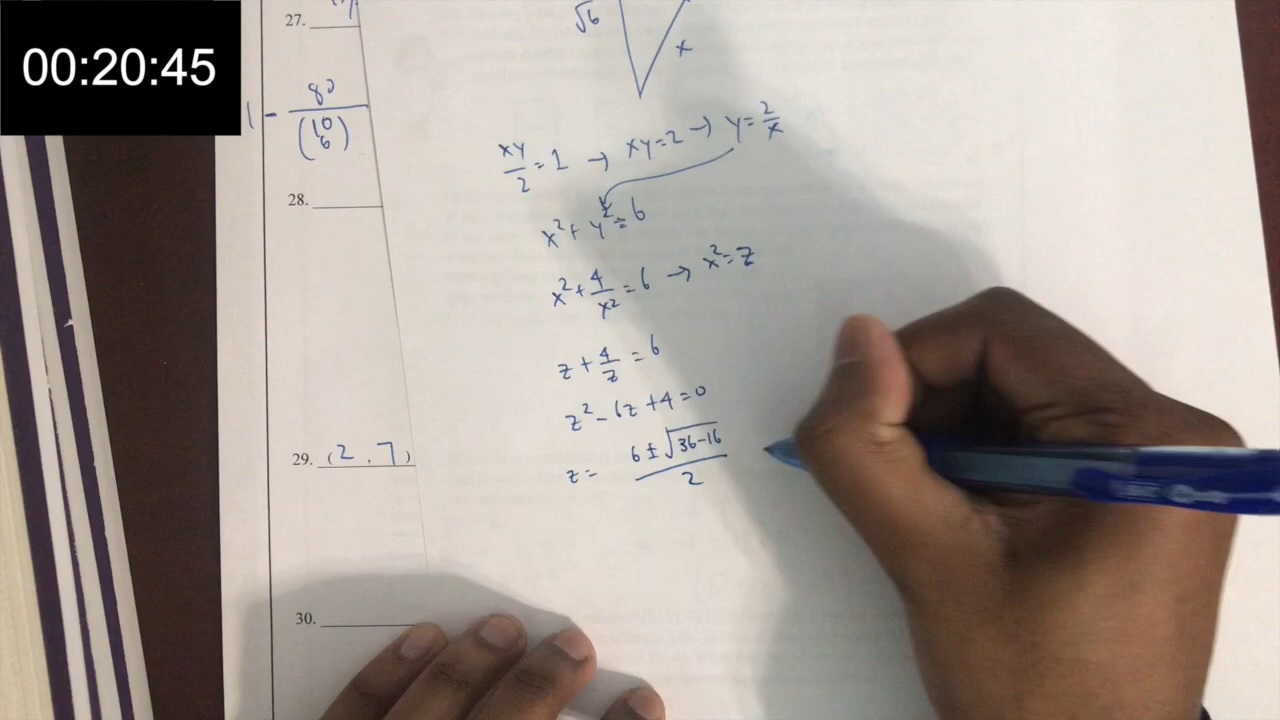 00:20:45
27.
√6
x
1 - 80/(10 6)
xy/2 = 1 → xy=2 → y=2/x
28.
x²+ y²=6
x²+4/x²=6 → x²=z
z+4/z=6
z²-6z+4=0
29. (2, 7)
z= 6±√36-16/2
30.